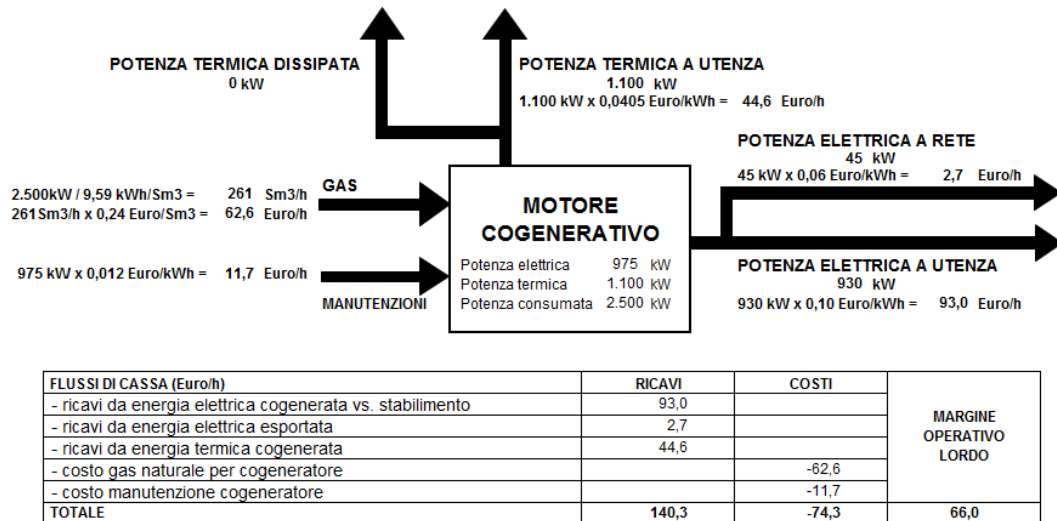 POTENZA TERMICA DISSIPATA
0 kW
POTENZA TERMICA A UTENZA
1.100 kW
1.100 kW x 0,0405 Euro/kWh = 44,6 Euro/h
POTENZA ELETTRICA A RETE
45 kW
45 kW x 0,06 Euro/kWh = 2,7 Euro/h
2.500kW / 9,59 kWh/Sm3 = 261 Sm3/h
261Sm3/h x 0,24 Euro/Sm3 = 62,6 Euro/h
GAS
975 kW x 0,012 Euro/kWh = 11,7 Euro/h
MANUTENZIONI
MOTORE
COGENERATIVO
Potenza elettrica 975 kW
Potenza termica 1.100 kW
Potenza consumata 2.500 kW
POTENZA ELETTRICA A UTENZA
930 kW
930 kW x 0,10 Euro/kWh = 93,0 Euro/h
FLUSSI DI CASSA (Euro/h) RICAVI COSTI
MARGINE
OPERATIVO
LORDO
- ricavi da energia elettrica cogenerata vs. stabilimento 93,0
- ricavi da energia elettrica esportata 2,7
- ricavi da energia termica cogenerata 44,6
- costo gas naturale per cogeneratore -62,6
- costo manutenzione cogeneratore -11,7
TOTALE 140,3 -74,3 66,0